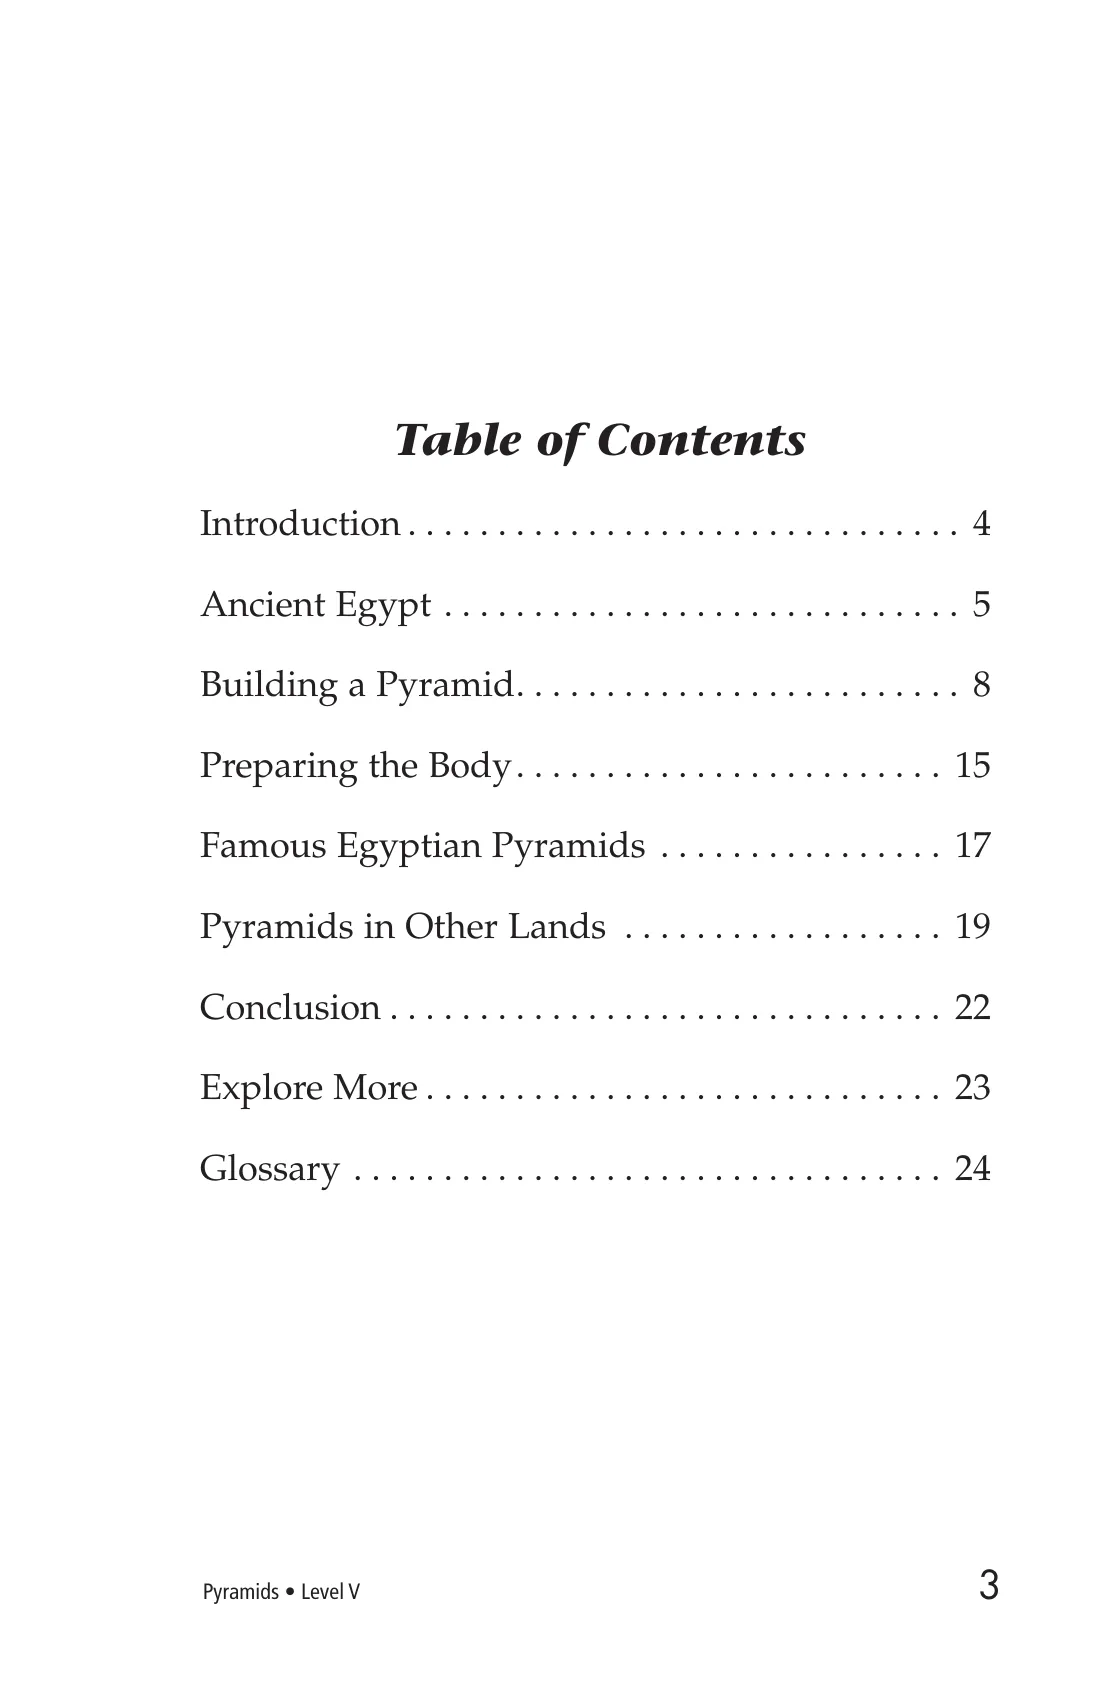 Table of Contents
Introduction . . . . . . . . . . . . . . . . . . . . . . . . . . . . . . . 4
Ancient Egypt . . . . . . . . . . . . . . . . . . . . . . . . . . . . . 5
Building a Pyramid. . . . . . . . . . . . . . . . . . . . . . . . . 8
Preparing the Body. . . . . . . . . . . . . . . . . . . . . . . . 15
Famous Egyptian Pyramids . . . . . . . . . . . . . . . . 17
Pyramids in Other Lands . . . . . . . . . . . . . . . . . . 19
Conclusion . . . . . . . . . . . . . . . . . . . . . . . . . . . . . . . 22
Explore More . . . . . . . . . . . . . . . . . . . . . . . . . . . . . 23
Glossary . . . . . . . . . . . . . . . . . . . . . . . . . . . . . . . . . 24
Pyramids • Level V 3